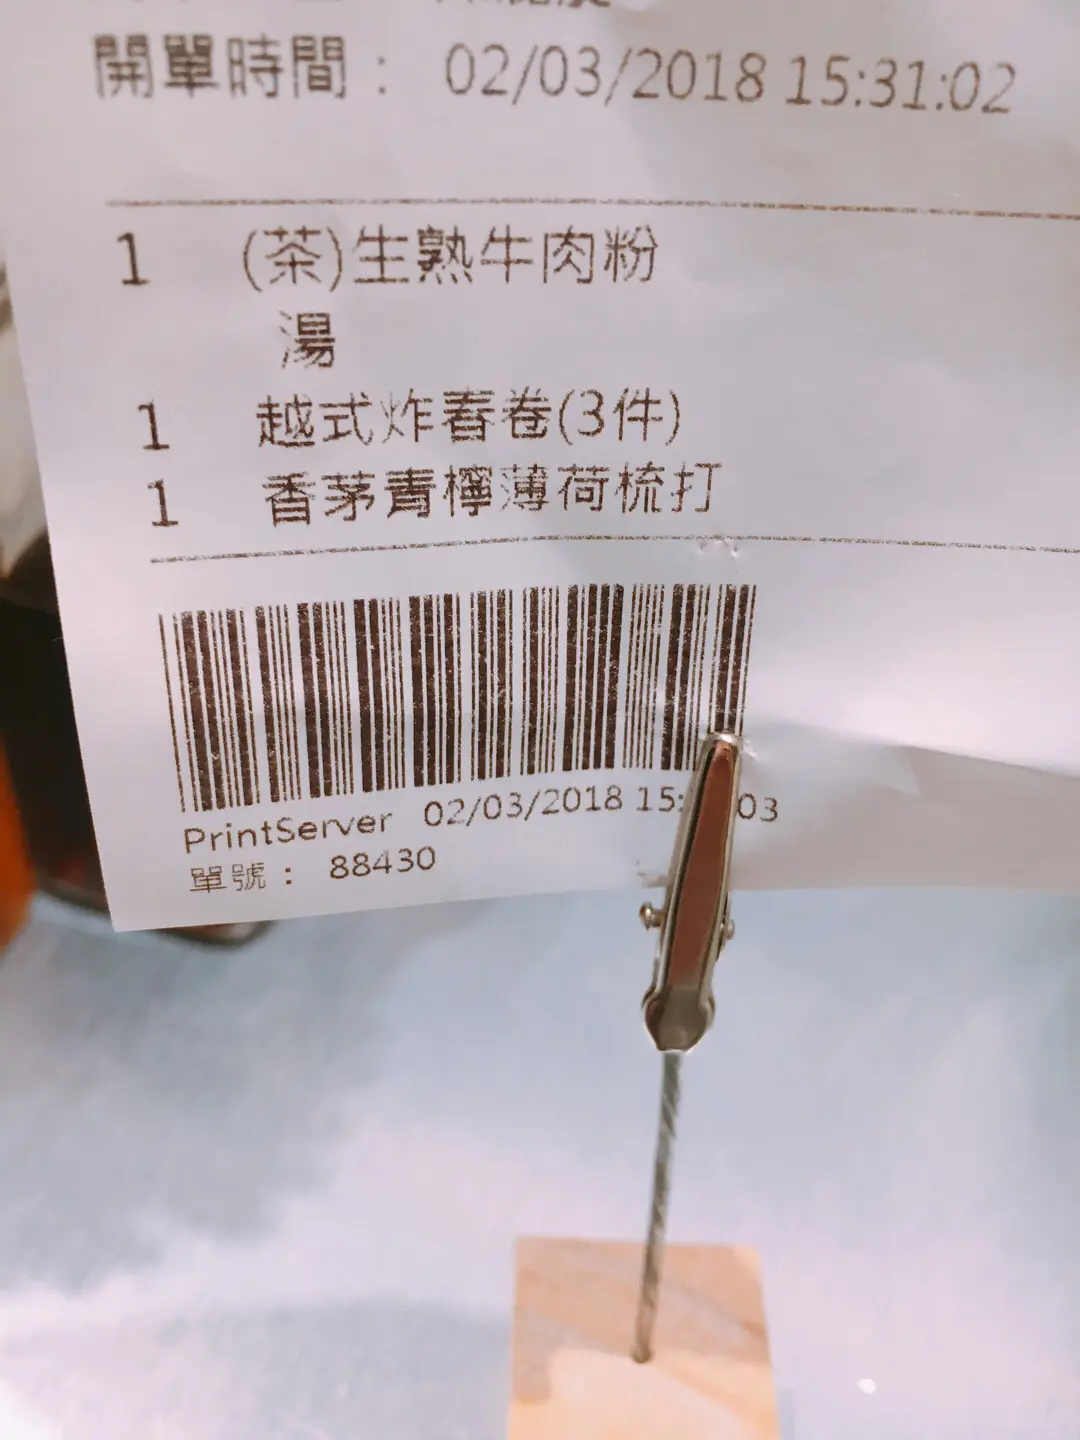 開單時間： 02/03/2018 15:31:02
1 (茶)生熟牛肉粉
湯
1 越式炸春卷(3件)
1 香茅青檸薄荷梳打
PrintServer 02/03/2018 15: 03
單號： 88430